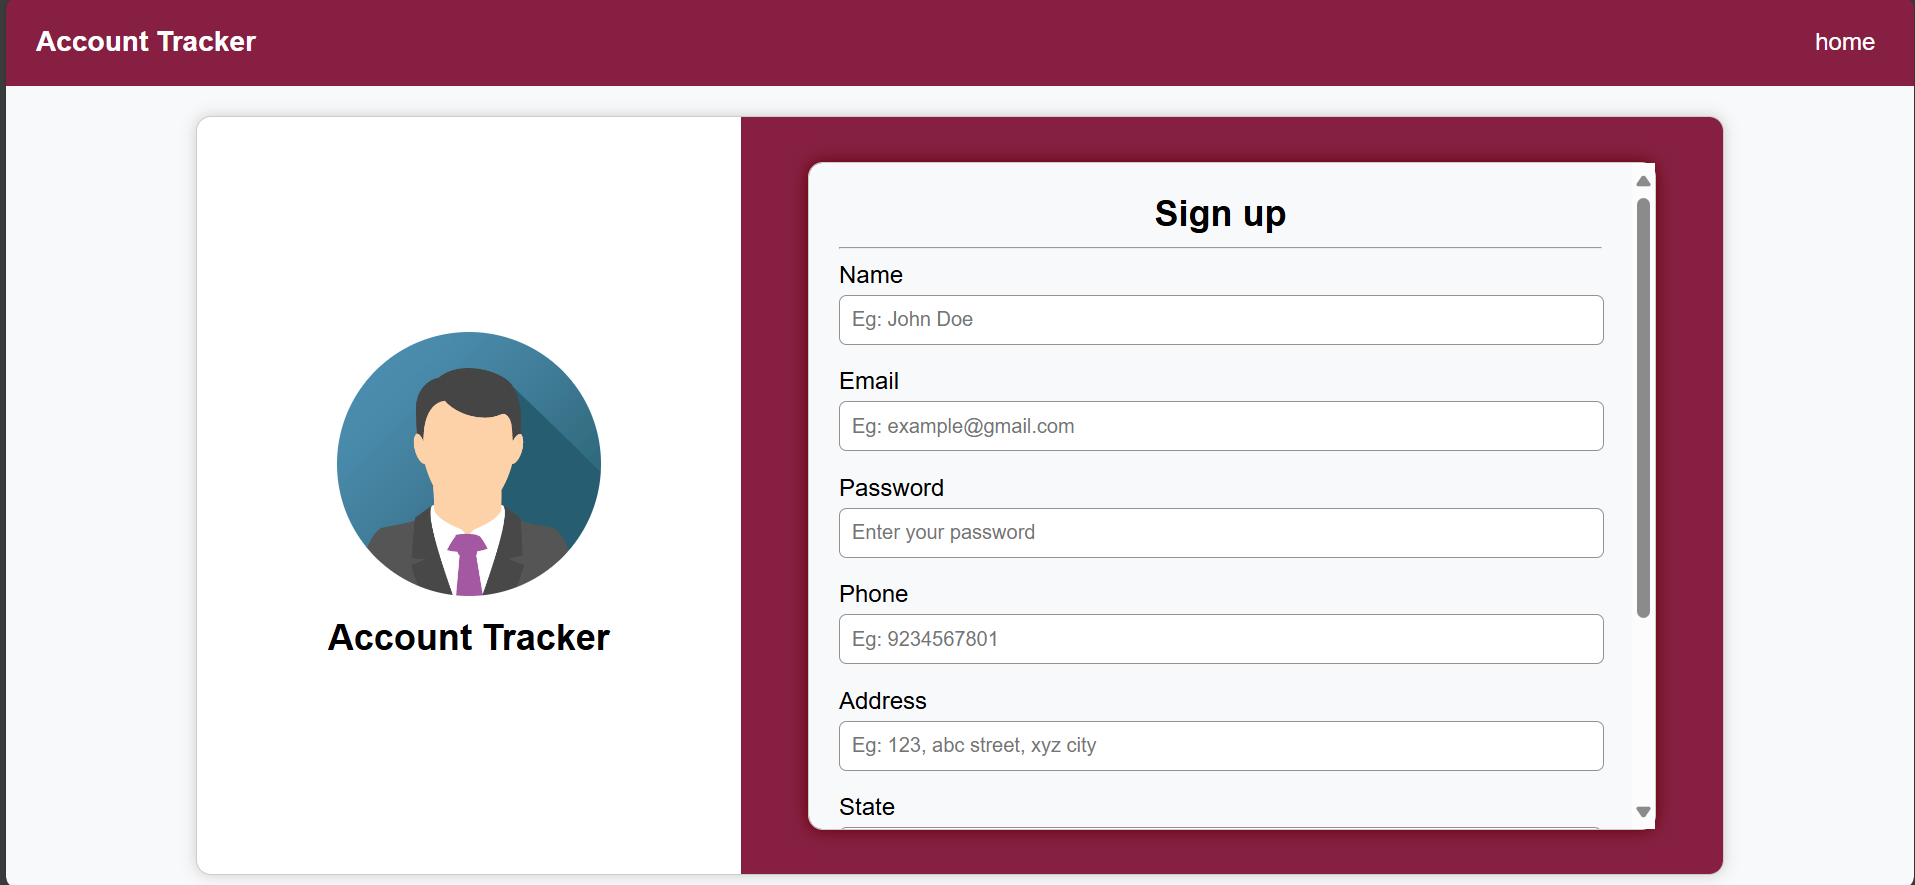 Account Tracker
home
Account Tracker
Sign up
Name
Eg: John Doe
Email
Eg: example@gmail.com
Password
Enter your password
Phone
Eg: 9234567801
Address
Eg: 123, abc street, xyz city
State